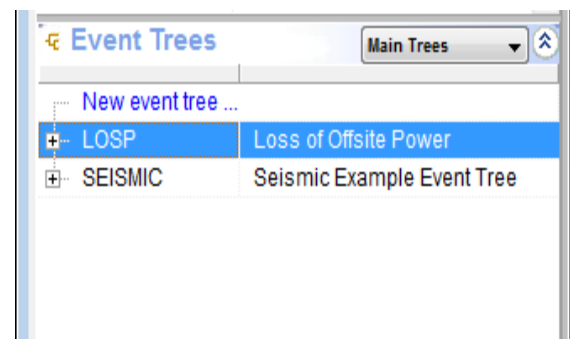 Event Trees Main Trees
New event tree ...
LOSP Loss of Offsite Power
SEISMIC Seismic Example Event Tree